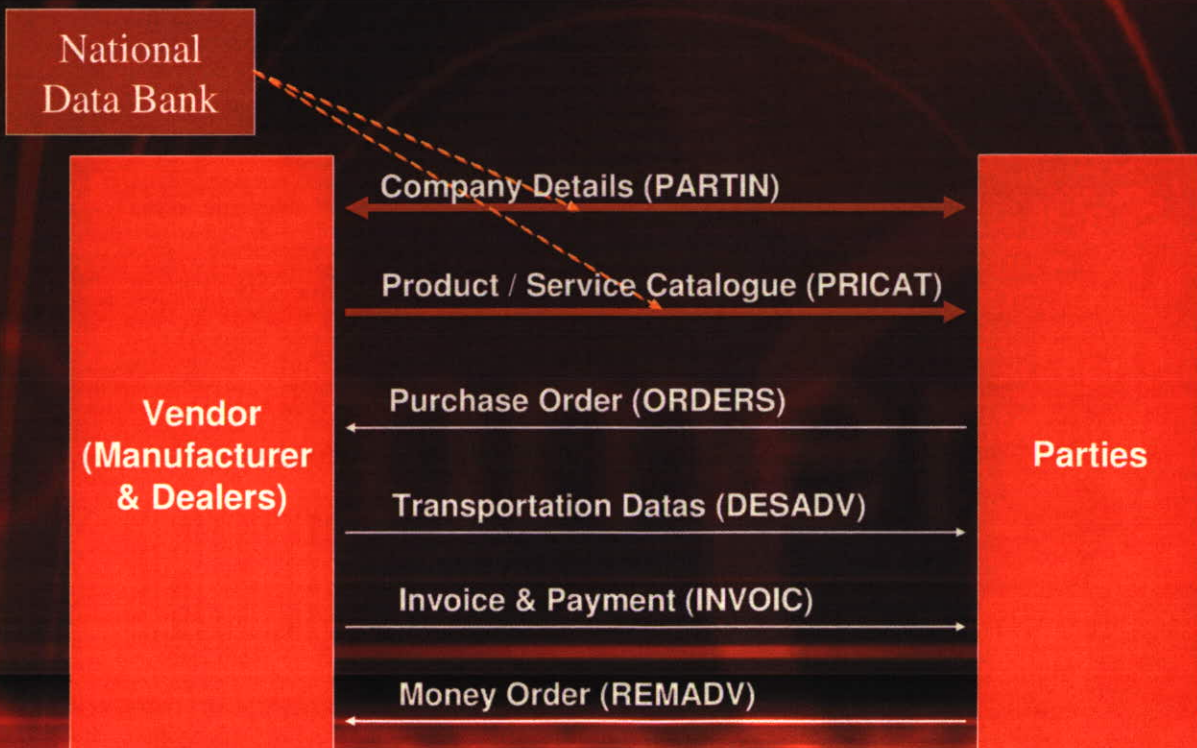 National
Data Bank
Company Details (PARTIN)
Product / Service Catalogue (PRICAT)
Purchase Order (ORDERS)
Vendor
(Manufacturer
& Dealers)
Parties
Transportation Datas (DESADV)
Invoice & Payment (INVOIC)
Money Order (REMADV)